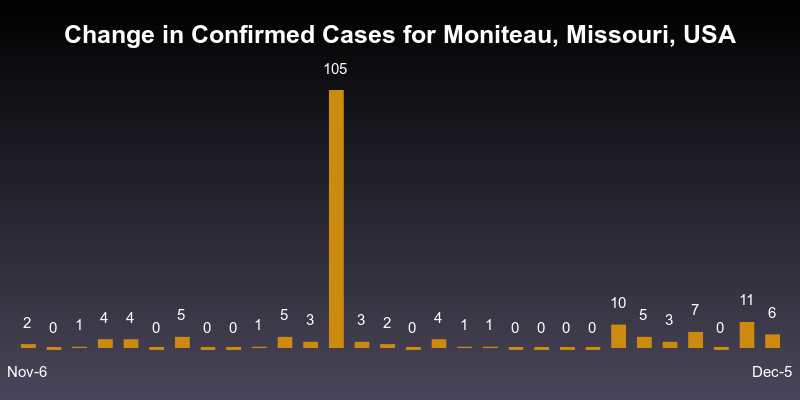 Change in Confirmed Cases for Moniteau, Missouri, USA
105
2 0 1 4 4 0 5 0 0 1 5 3 3 2 0 4 1 1 0 0 0 0 10 5 3 7 0 11 6
Nov-6 Dec-5